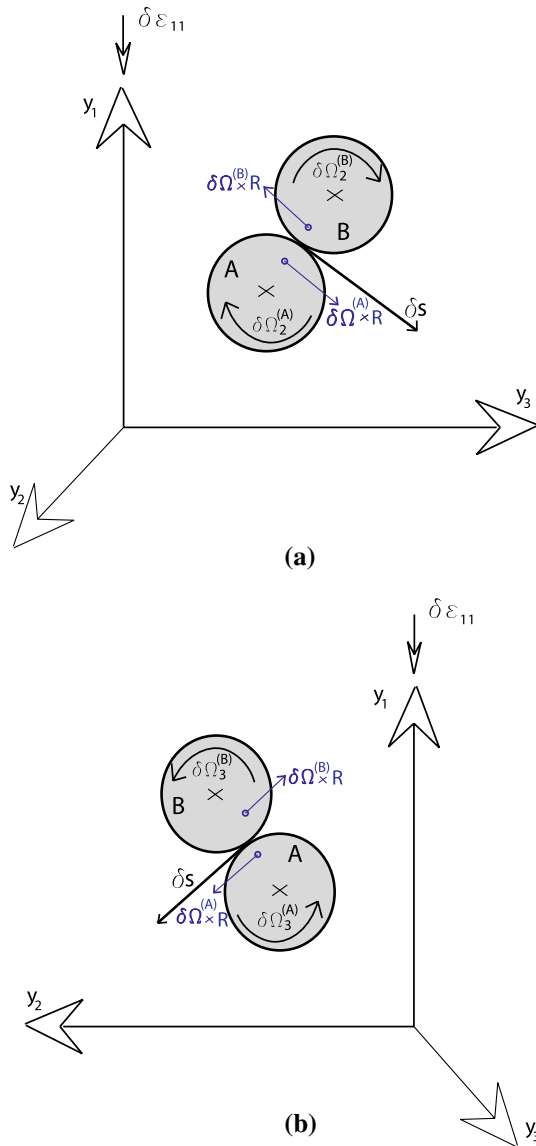 δε₁₁
y₁
δΩ₂⁽ᴮ⁾
δΩ⁽ᴮ⁾×R
B
A
δs
δΩ⁽ᴬ⁾×R
δΩ₂⁽ᴬ⁾
y₃
y₂
(a)
δε₁₁
y₁
δΩ₃⁽ᴮ⁾
δΩ⁽ᴮ⁾×R
B
A
δs
δΩ⁽ᴬ⁾×R
δΩ₃⁽ᴬ⁾
y₂
y₃
(b)